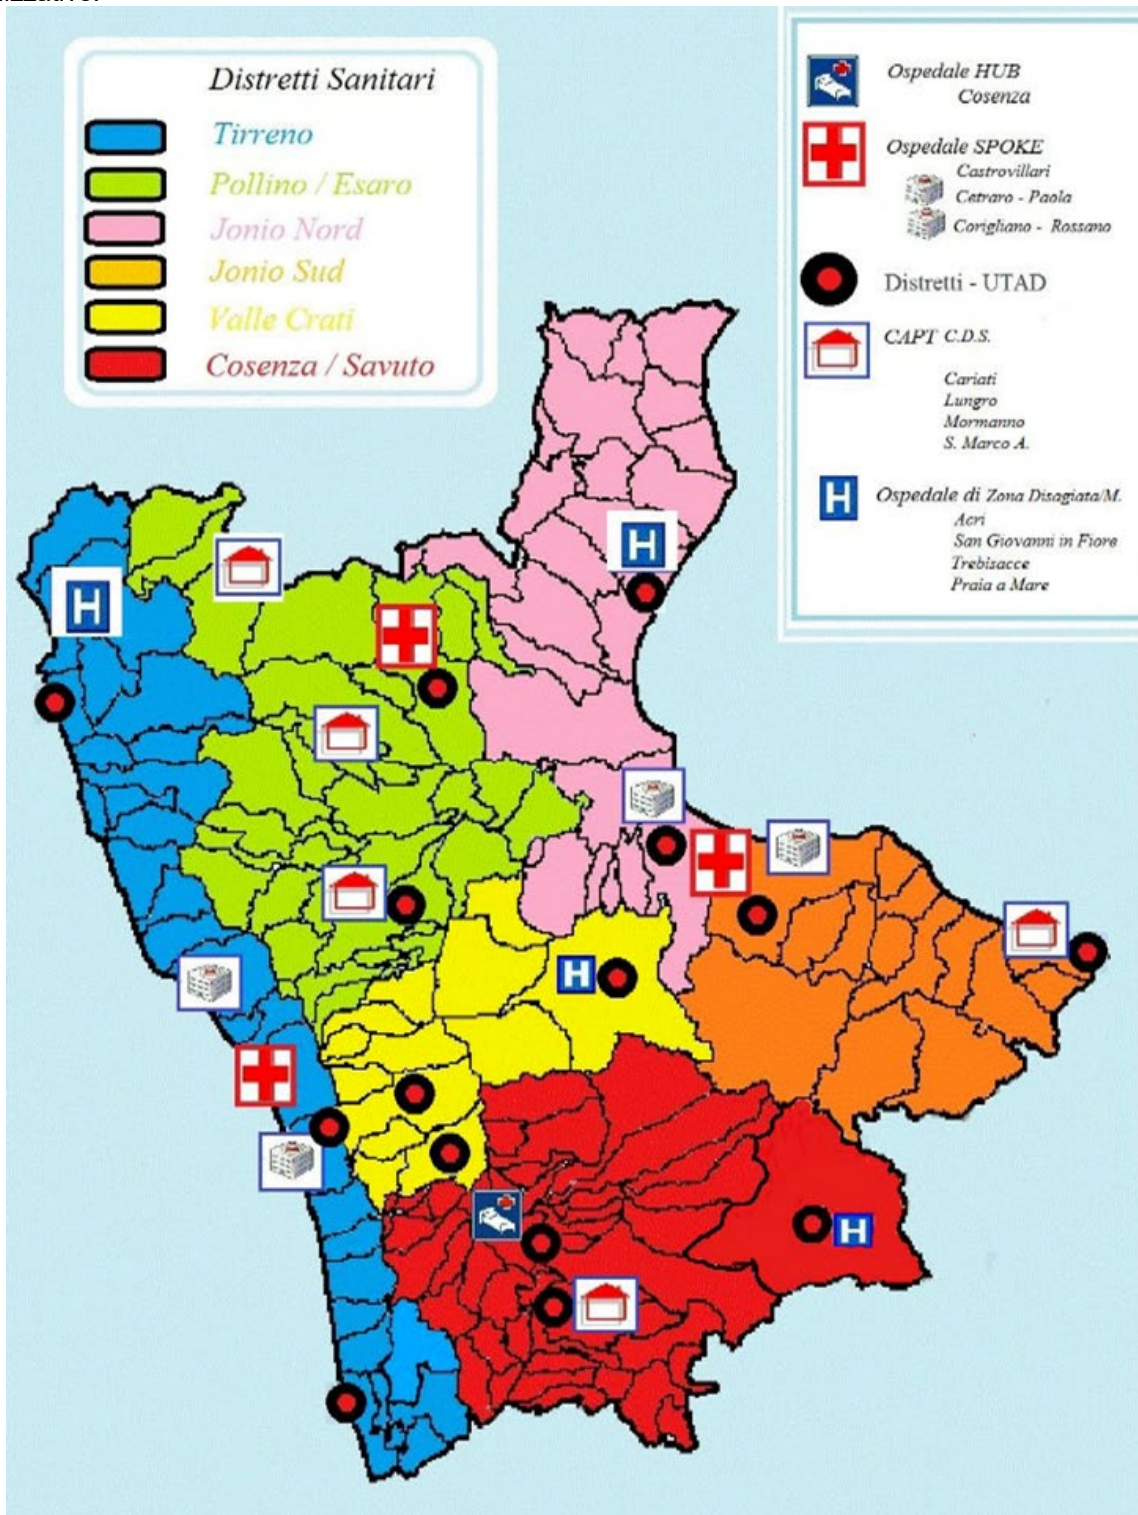 Distretti Sanitari
Tirreno
Pollino / Esaro
Jonio Nord
Jonio Sud
Valle Crati
Cosenza / Savuto
Ospedale HUB
Cosenza
Ospedale SPOKE
Castrovillari
Cetraro - Paola
Corigliano - Rossano
Distretti - UTAD
CAPT C.D.S.
Cariati
Lungro
Mormanno
S. Marco A.
H
Ospedale di Zona Disagiata/M.
Acri
San Giovanni in Fiore
Trebisacce
Praia a Mare
H
H
H
H